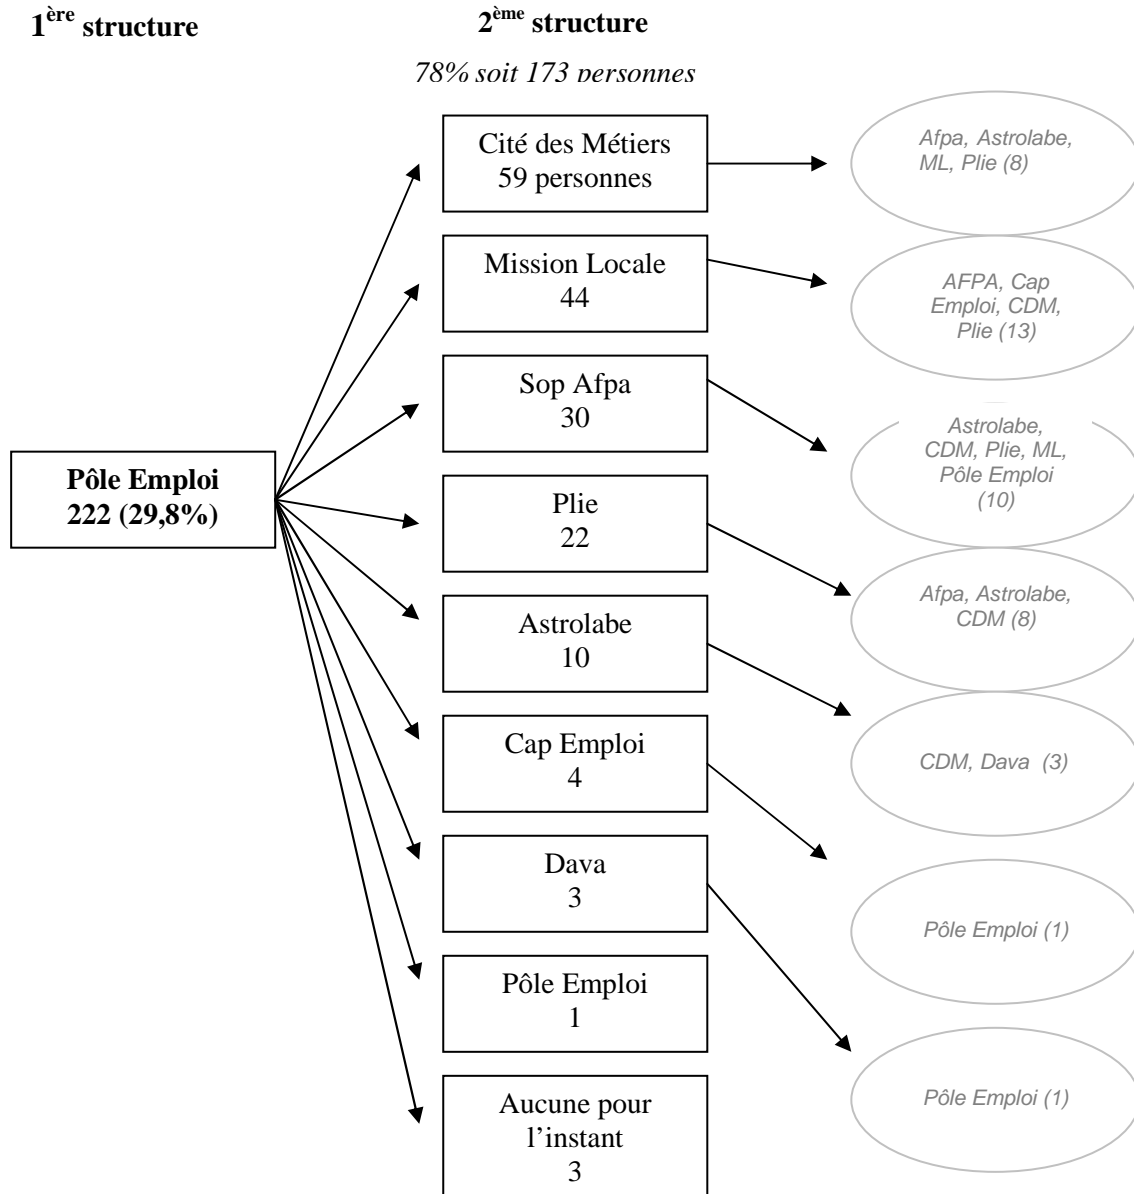 1ère structure
2ème structure
78% soit 173 personnes
Cité des Métiers
59 personnes
Afpa, Astrolabe,
ML, Plie (8)
Mission Locale
44
AFPA, Cap
Emploi, CDM,
Plie (13)
Sop Afpa
30
Astrolabe,
CDM, Plie, ML,
Pôle Emploi
(10)
Pôle Emploi
222 (29,8%)
Plie
22
Afpa, Astrolabe,
CDM (8)
Astrolabe
10
CDM, Dava (3)
Cap Emploi
4
Pôle Emploi (1)
Dava
3
Pôle Emploi (1)
Pôle Emploi
1
Aucune pour
l'instant
3